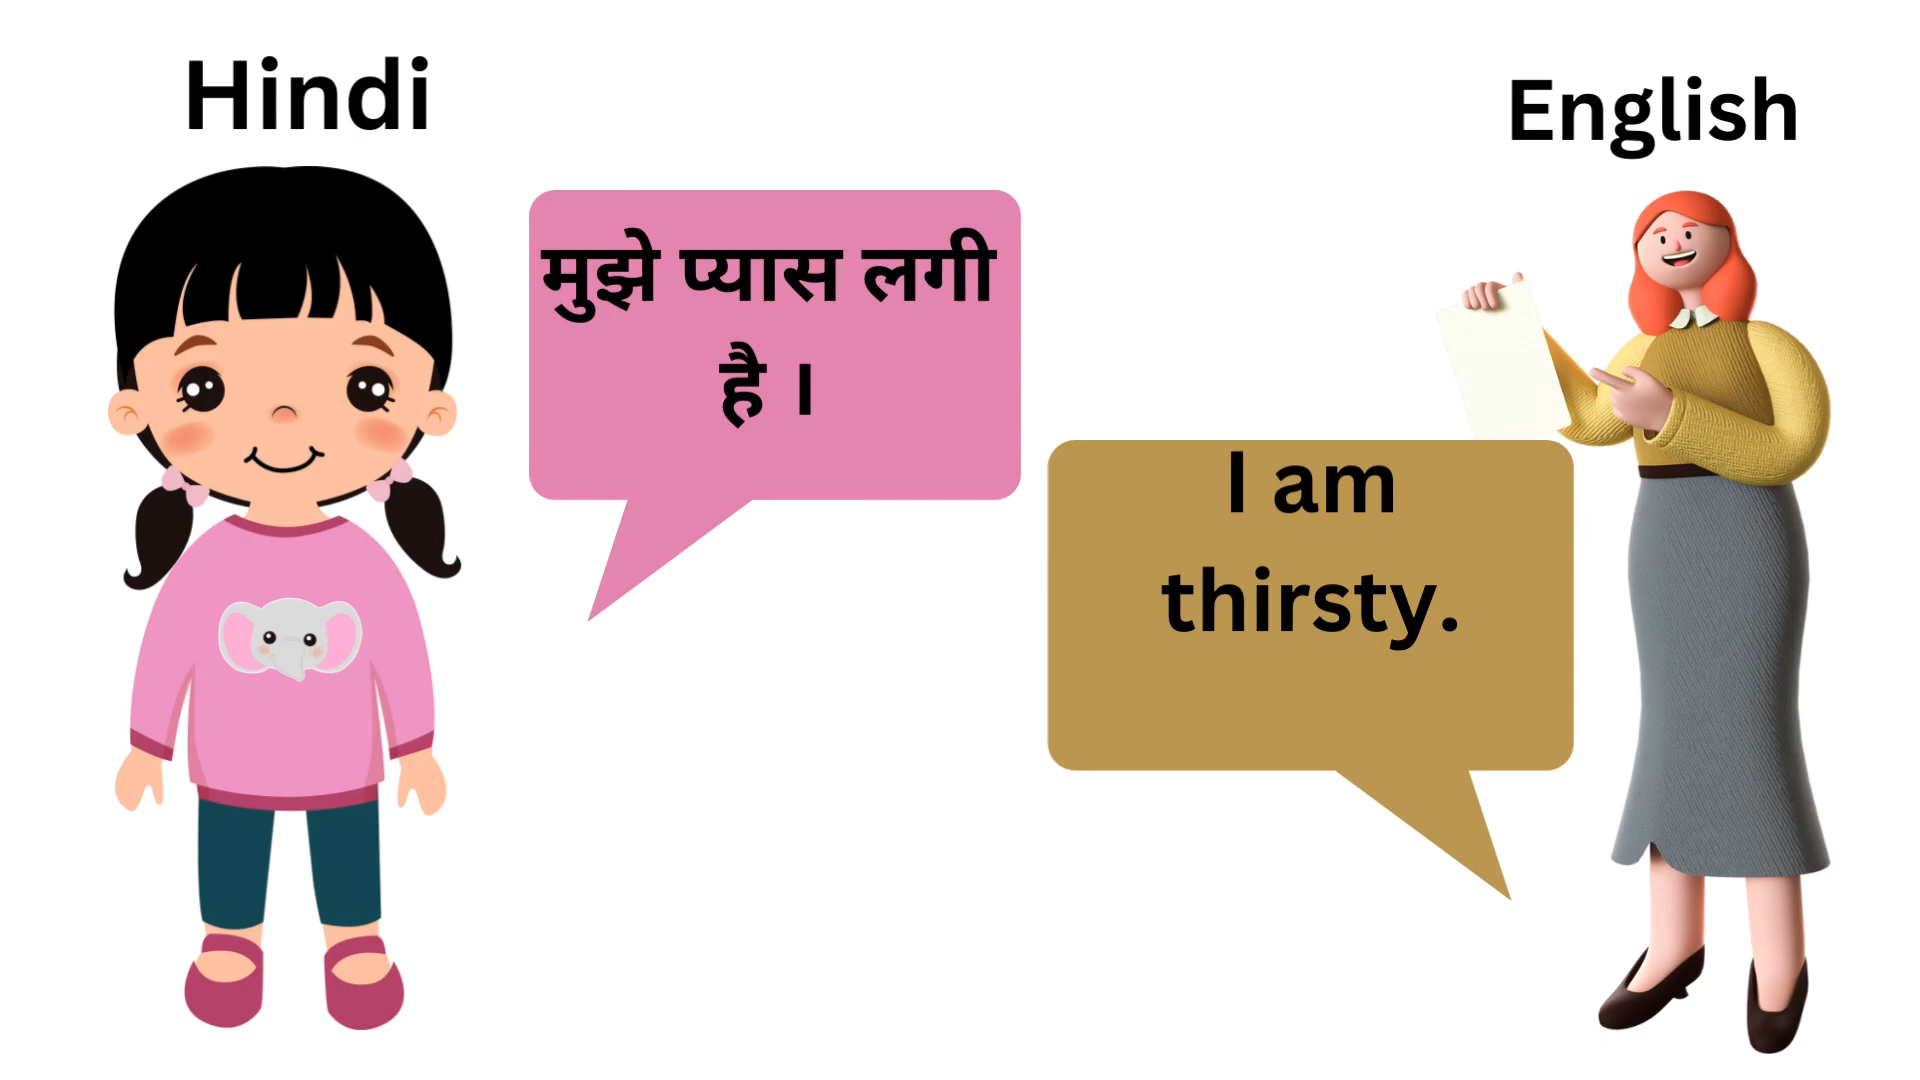 Hindi
English
मुझे प्यास लगी
है ।
I am
thirsty.